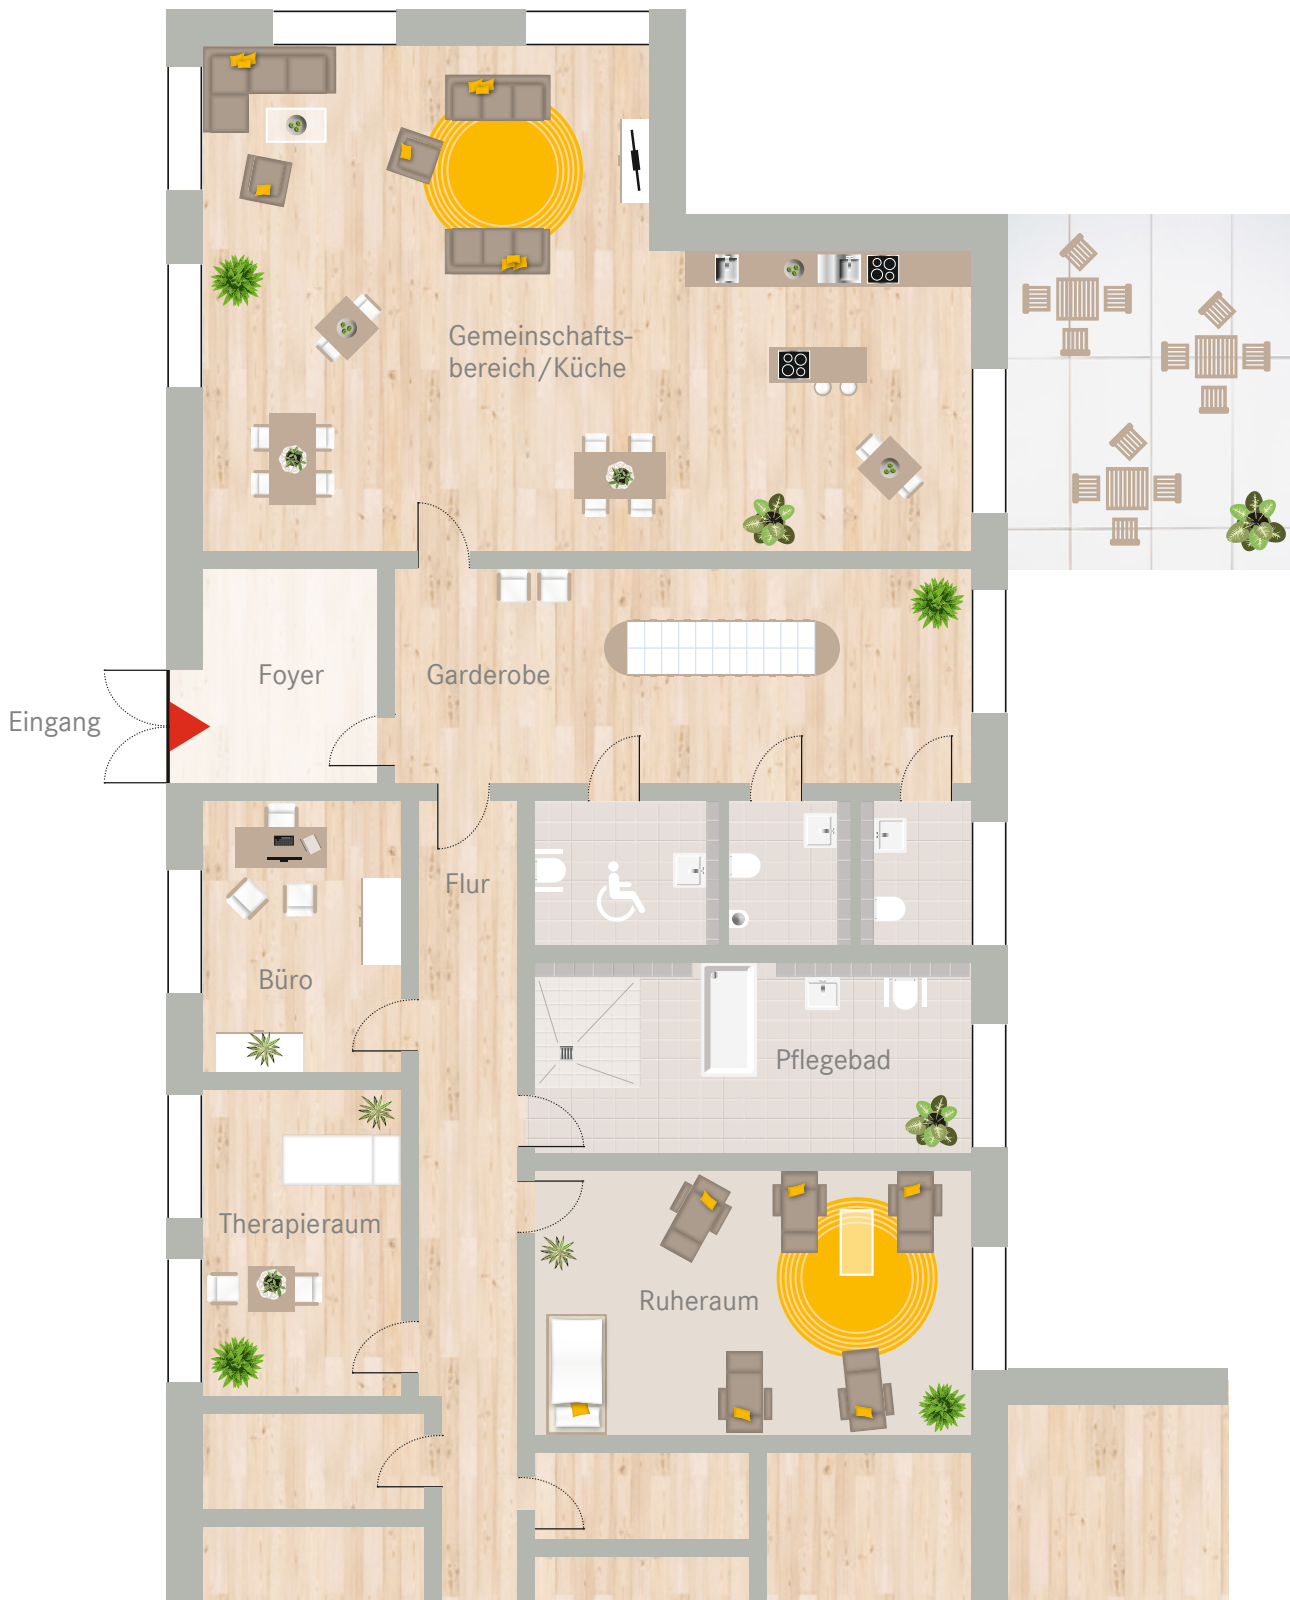 Gemeinschafts-
bereich/Küche
Foyer
Garderobe
Eingang
Flur
Büro
Pflegebad
Therapieraum
Ruheraum